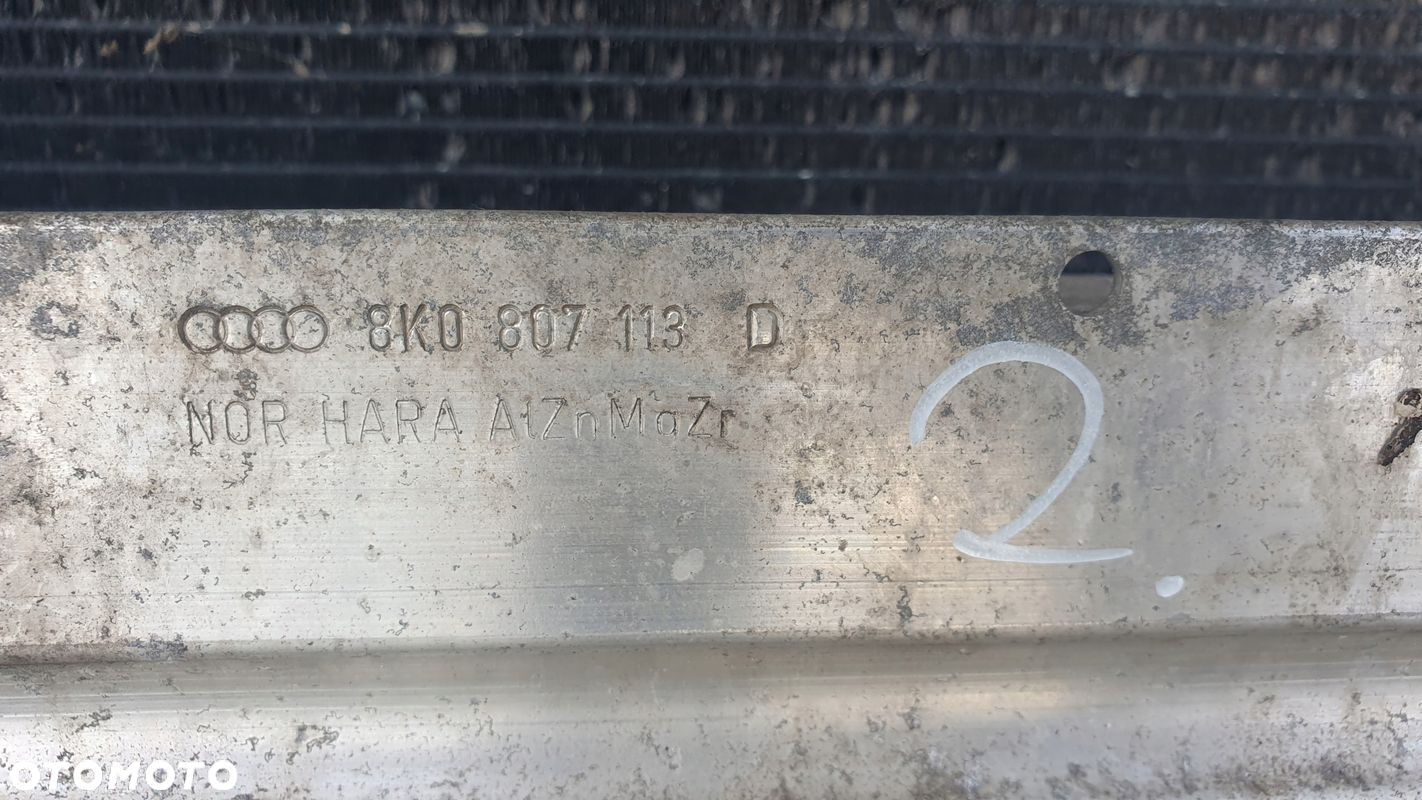 8K0 807 113 D
NOR HARA AlZnMgZr
2.
OTOMOTO